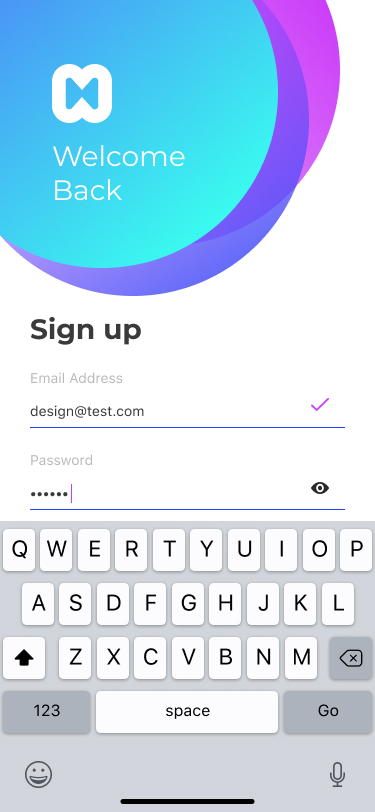 Welcome
Back
Sign up
Email Address
design@test.com
Password
••••••
Q W E R T Y U I O P
A S D F G H J K L
Z X C V B N M
123 space Go